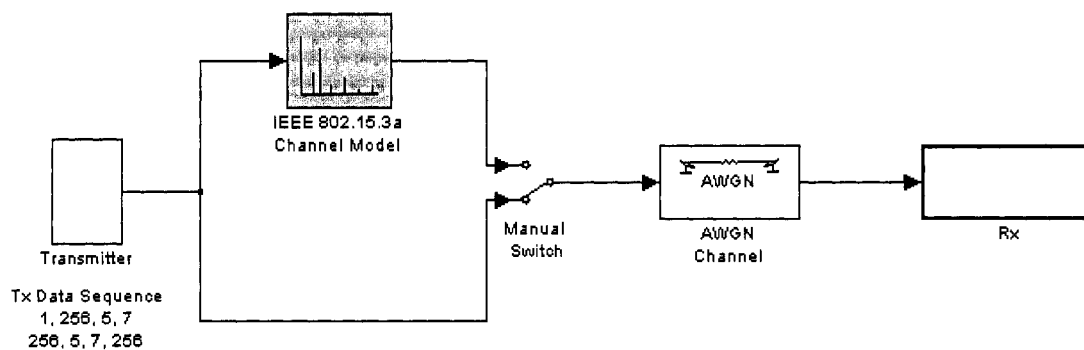 IEEE 802.15.3a
Channel Model
Transmitter
Tx Data Sequence
1, 256, 5, 7
256, 5, 7, 256
Manual
Switch
AWGN
AWGN
Channel
Rx